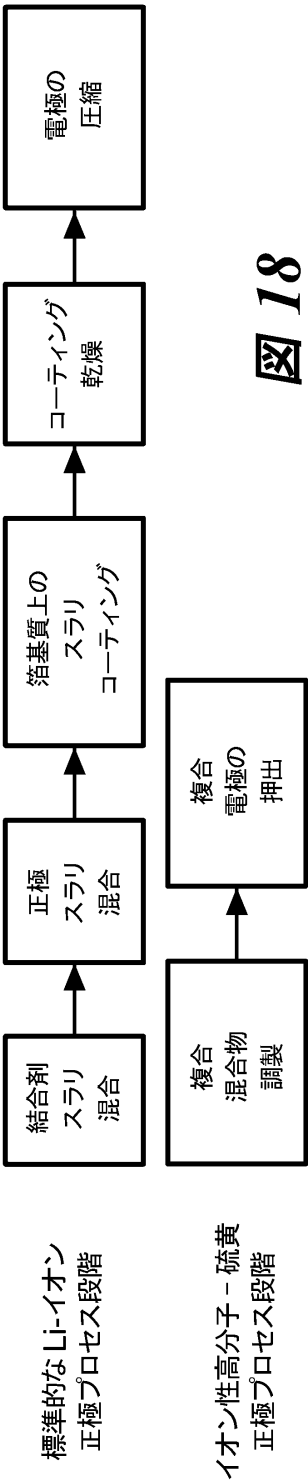 標準的な Li-イオン
正極プロセス段階
結合剤
スラリ
混合
正極
スラリ
混合
箔基質上の
スラリ
コーティング
コーティング
乾燥
電極の
圧縮
イオン性高分子 - 硫黄
正極プロセス段階
複合
混合物
調製
複合
電極の
押出
図 18